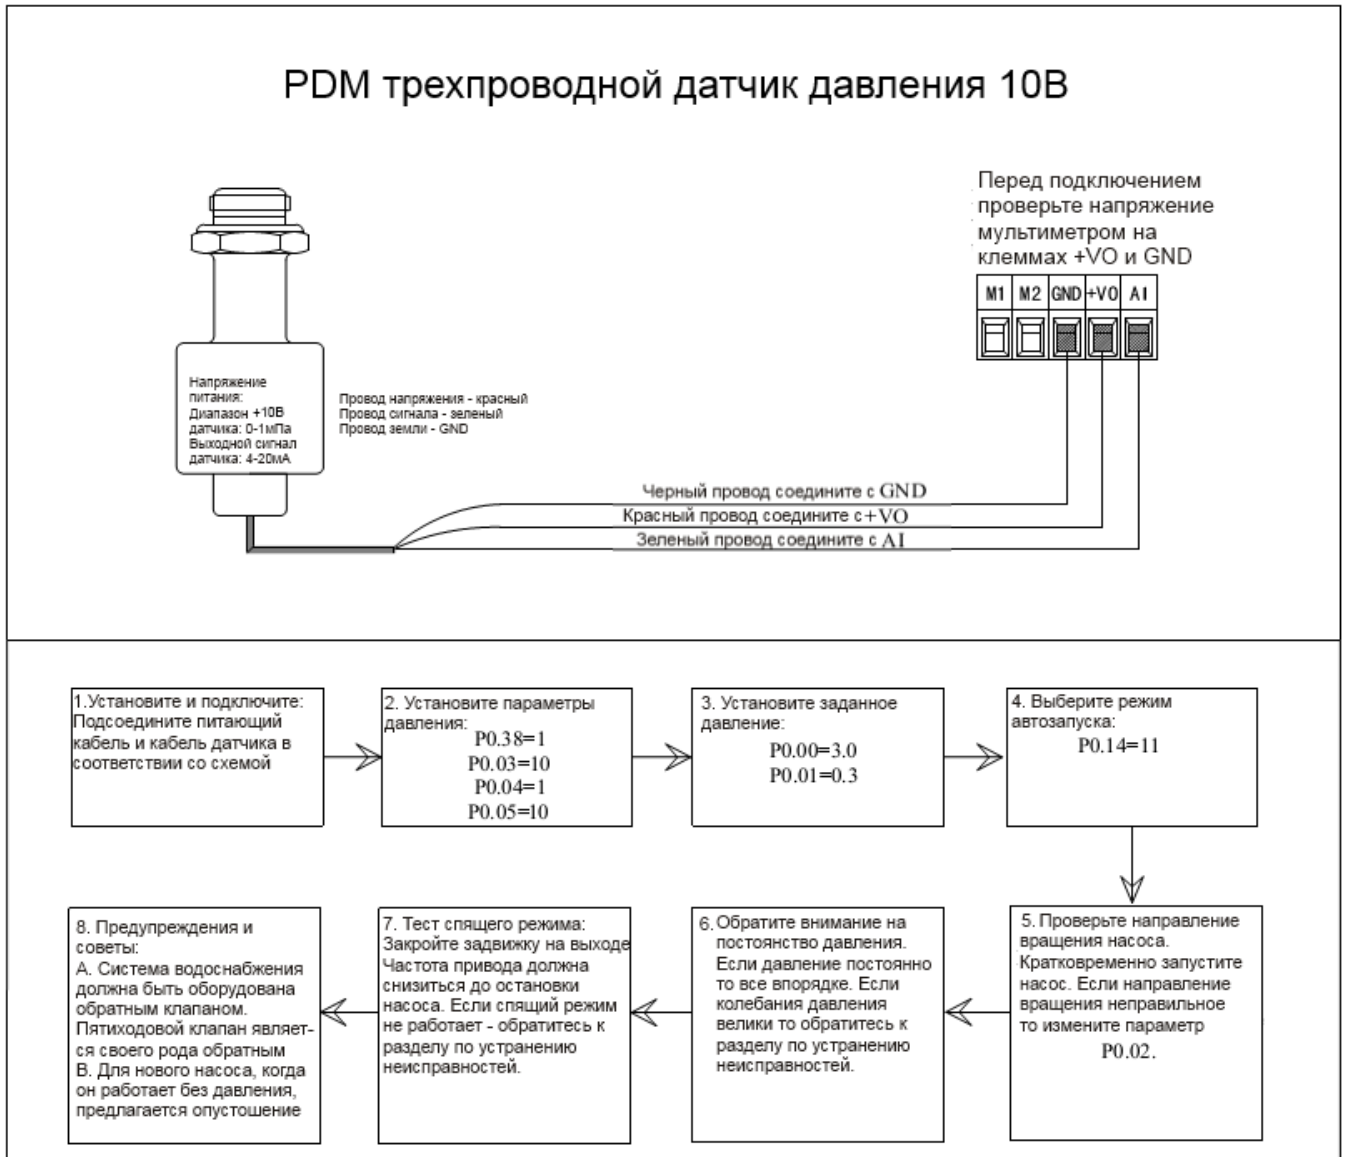 PDM трехпроводной датчик давления 10В
Перед подключением
проверьте напряжение
мультиметром на
клеммах +VO и GND
M1 M2 GND +VO AI
Напряжение
питания:
Диапазон +10В
датчика: 0-1мПа
Выходной сигнал
датчика: 4-20мА
Провод напряжения - красный
Провод сигнала - зеленый
Провод земли - GND
Черный провод соедините с GND
Красный провод соедините с+VO
Зеленый провод соедините с AI
1.Установите и подключите:
Подсоедините питающий
кабель и кабель датчика в
соответствии со схемой
2. Установите параметры
давления:
P0.38=1
P0.03=10
P0.04=1
P0.05=10
3. Установите заданное
давление:
P0.00=3.0
P0.01=0.3
4. Выберите режим
автозапуска:
P0.14=11
5. Проверьте направление
вращения насоса.
Кратковременно запустите
насос. Если направление
вращения неправильное
то измените параметр
P0.02.
6. Обратите внимание на
постоянство давления.
Если давление постоянно
то все впорядке. Если
колебания давления
велики то обратитесь к
разделу по устранению
неисправностей.
7. Тест спящего режима:
Закройте задвижку на выходе
Частота привода должна
снизиться до остановки
насоса. Если спящий режим
не работает - обратитесь к
разделу по устранению
неисправностей.
8. Предупреждения и
советы:
А. Система водоснабжения
должна быть оборудована
обратным клапаном.
Пятиходовой клапан являет-
ся своего рода обратным
В. Для нового насоса, когда
он работает без давления,
предлагается опустошение